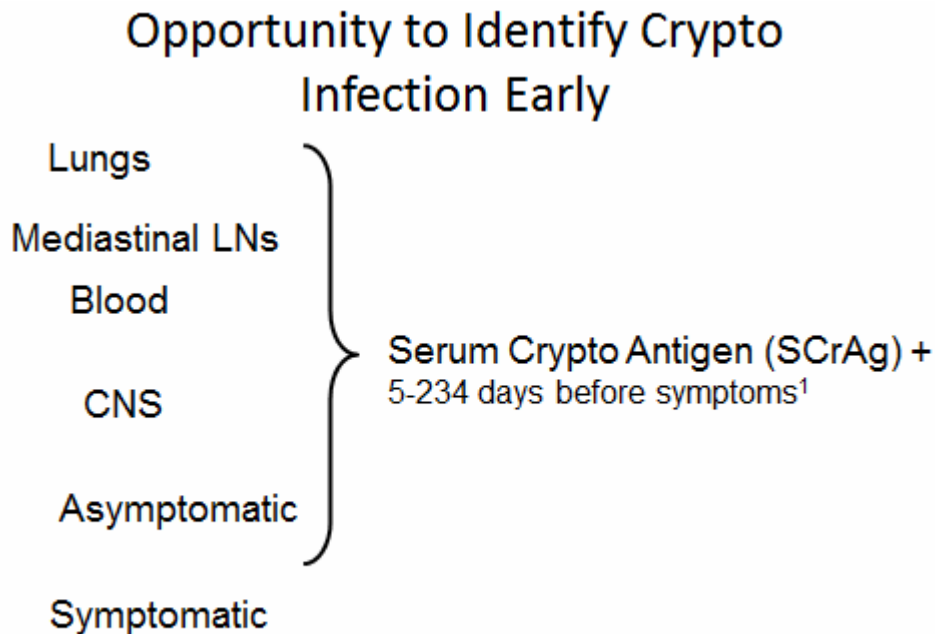 Opportunity to Identify Crypto
Infection Early
Lungs
Mediastinal LNs
Blood
CNS
Asymptomatic
Symptomatic
Serum Crypto Antigen (SCrAg) +
5-234 days before symptoms¹